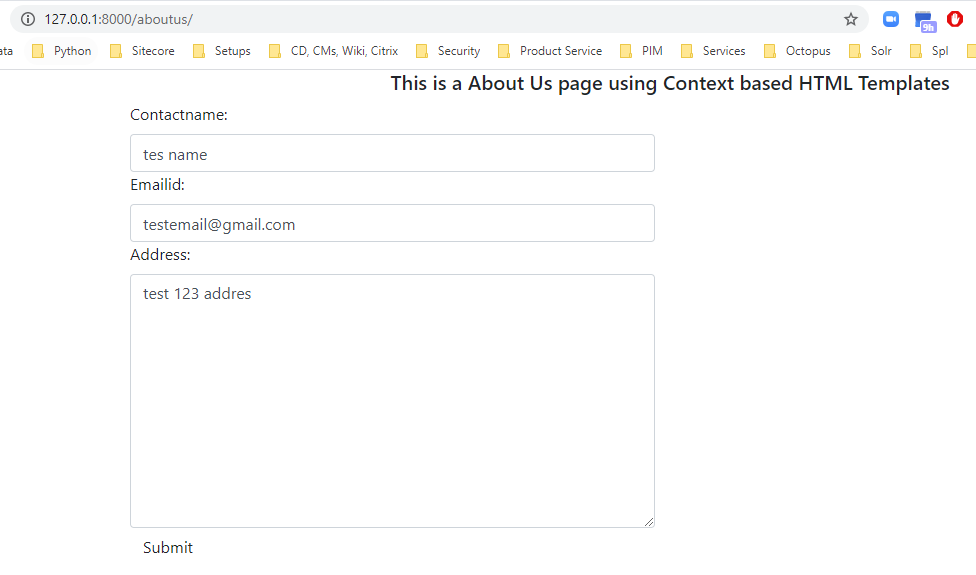 127.0.0.1:8000/aboutus/
9h
ata Python Sitecore Setups CD, CMs, Wiki, Citrix Security Product Service PIM Services Octopus Solr Spl
This is a About Us page using Context based HTML Templates
Contactname:
tes name
Emailid:
testemail@gmail.com
Address:
test 123 addres
Submit